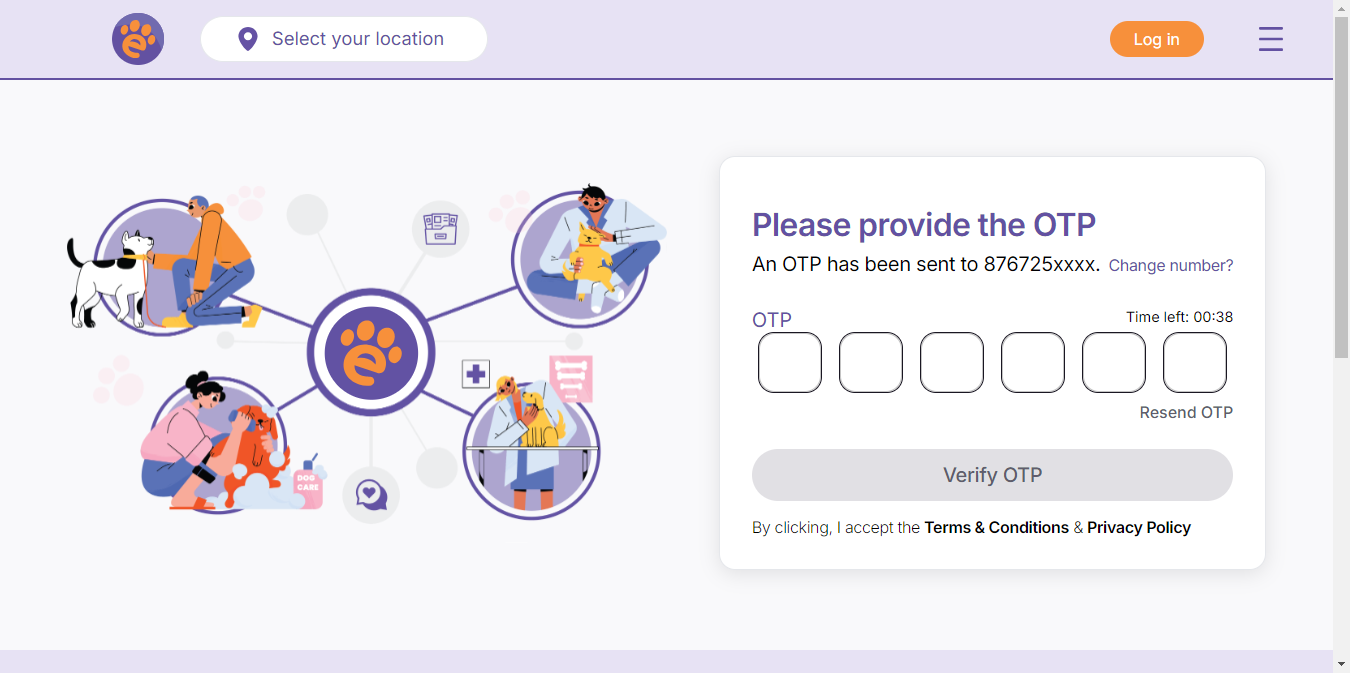 Select your location
Log in
Please provide the OTP
An OTP has been sent to 876725xxxx. Change number?
OTP
Time left: 00:38
Resend OTP
Verify OTP
By clicking, I accept the Terms & Conditions & Privacy Policy
DOG
CARE